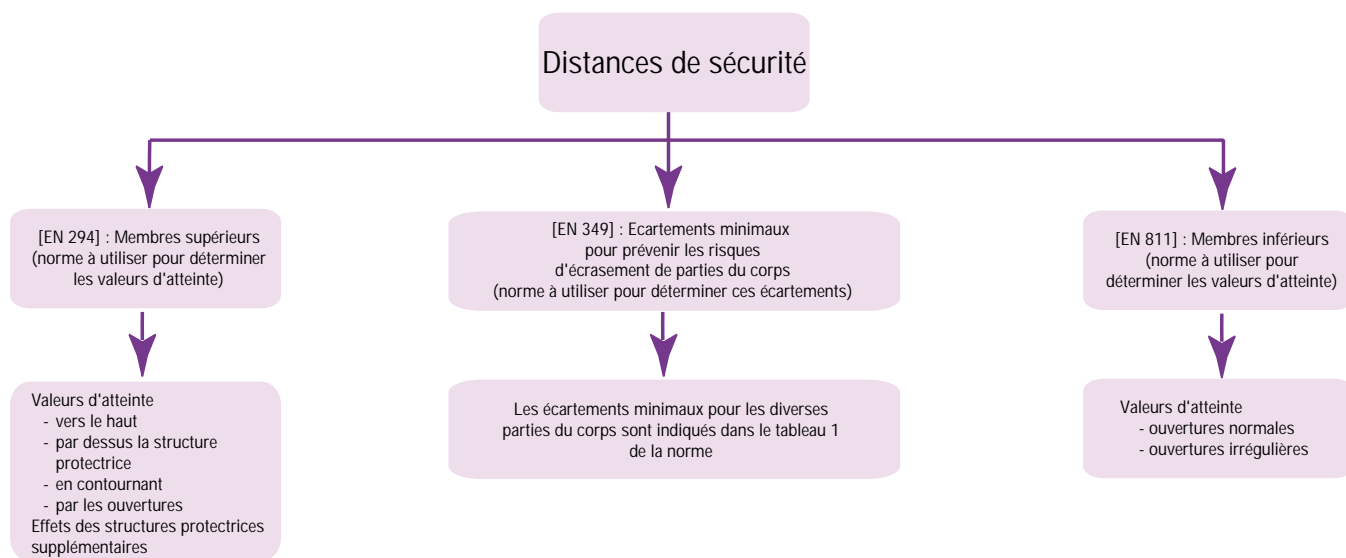 Distances de sécurité
[EN 294] : Membres supérieurs
(norme à utiliser pour déterminer
les valeurs d'atteinte)
[EN 349] : Ecartements minimaux
pour prévenir les risques
d'écrasement de parties du corps
(norme à utiliser pour déterminer ces écartements)
[EN 811] : Membres inférieurs
(norme à utiliser pour
déterminer les valeurs d'atteinte)
Valeurs d'atteinte
- vers le haut
- par dessus la structure
protectrice
- en contournant
- par les ouvertures
Effets des structures protectrices
supplémentaires
Les écartements minimaux pour les diverses
parties du corps sont indiqués dans le tableau 1
de la norme
Valeurs d'atteinte
- ouvertures normales
- ouvertures irrégulières